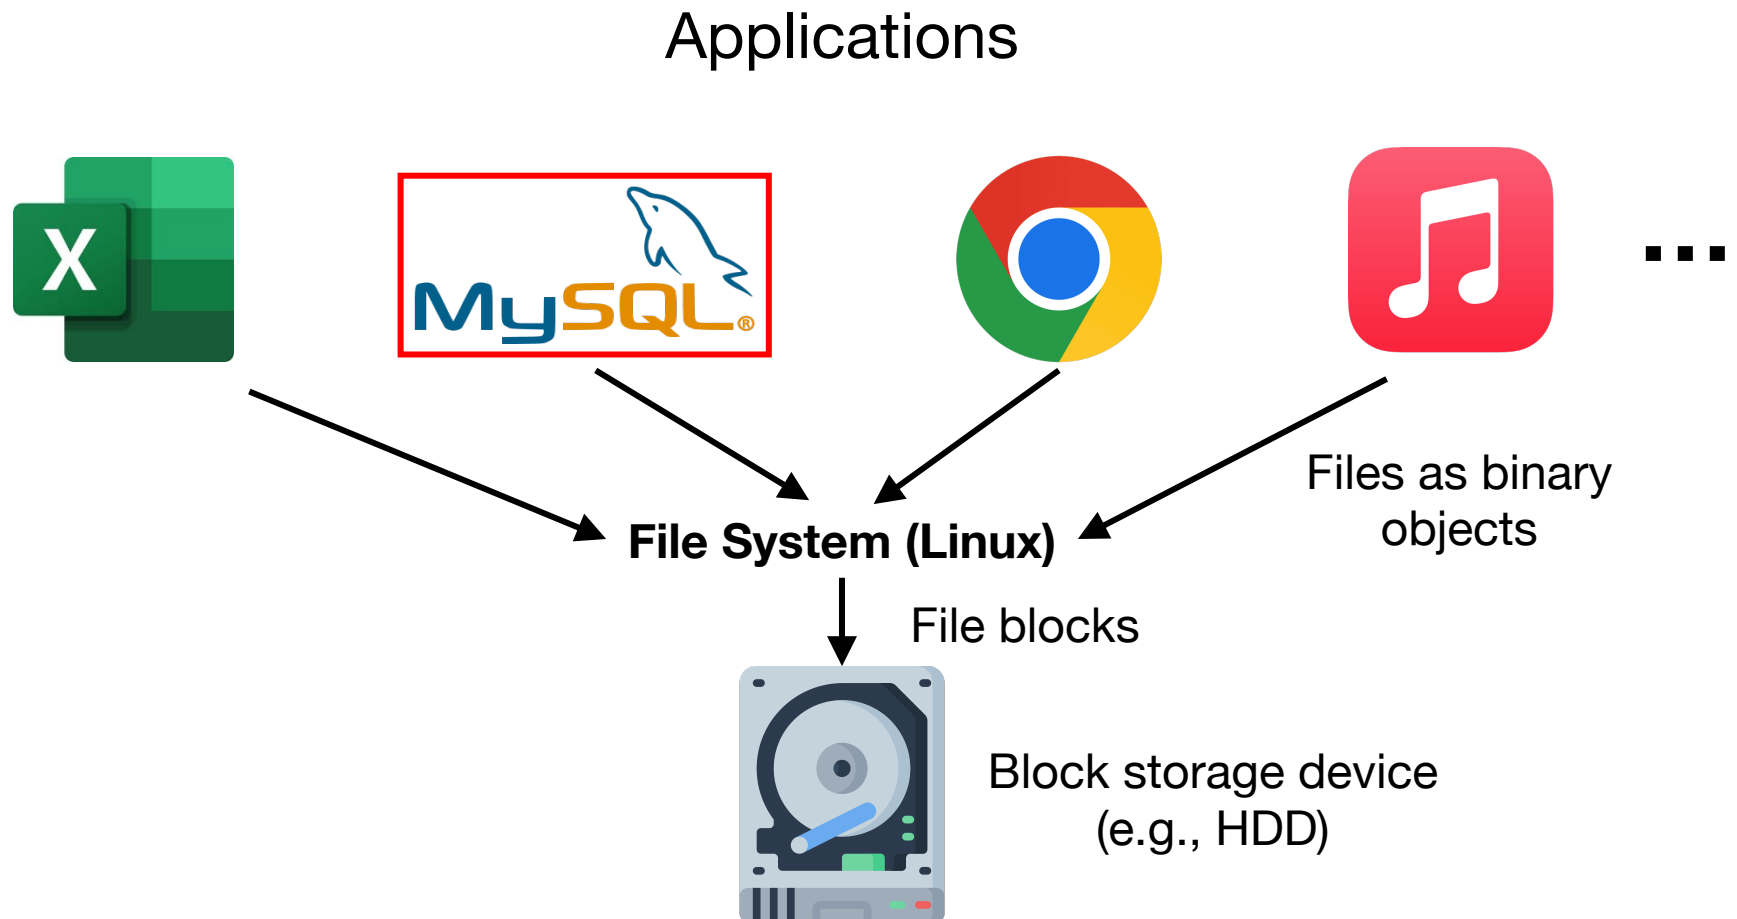 Applications
X
MySQL®
...
Files as binary
objects
File System (Linux)
File blocks
Block storage device
(e.g., HDD)